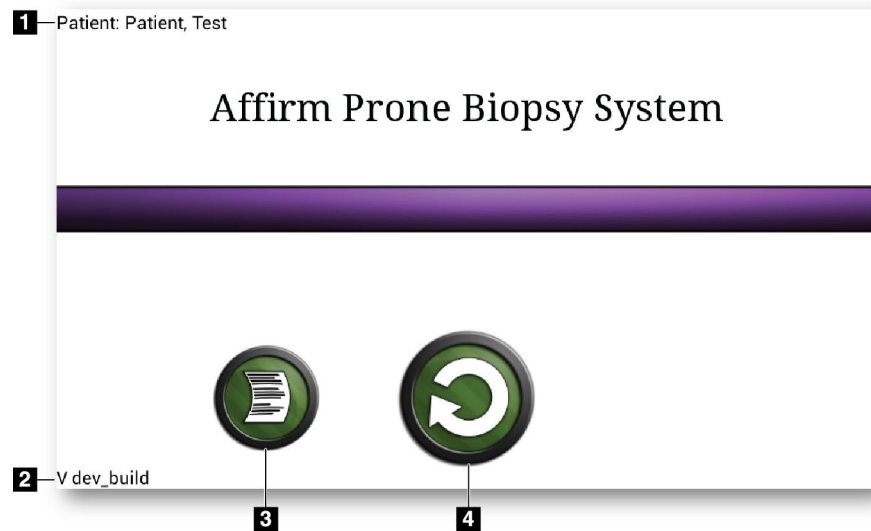 1 Patient: Patient, Test
Affirm Prone Biopsy System
2 V dev_build
3 4